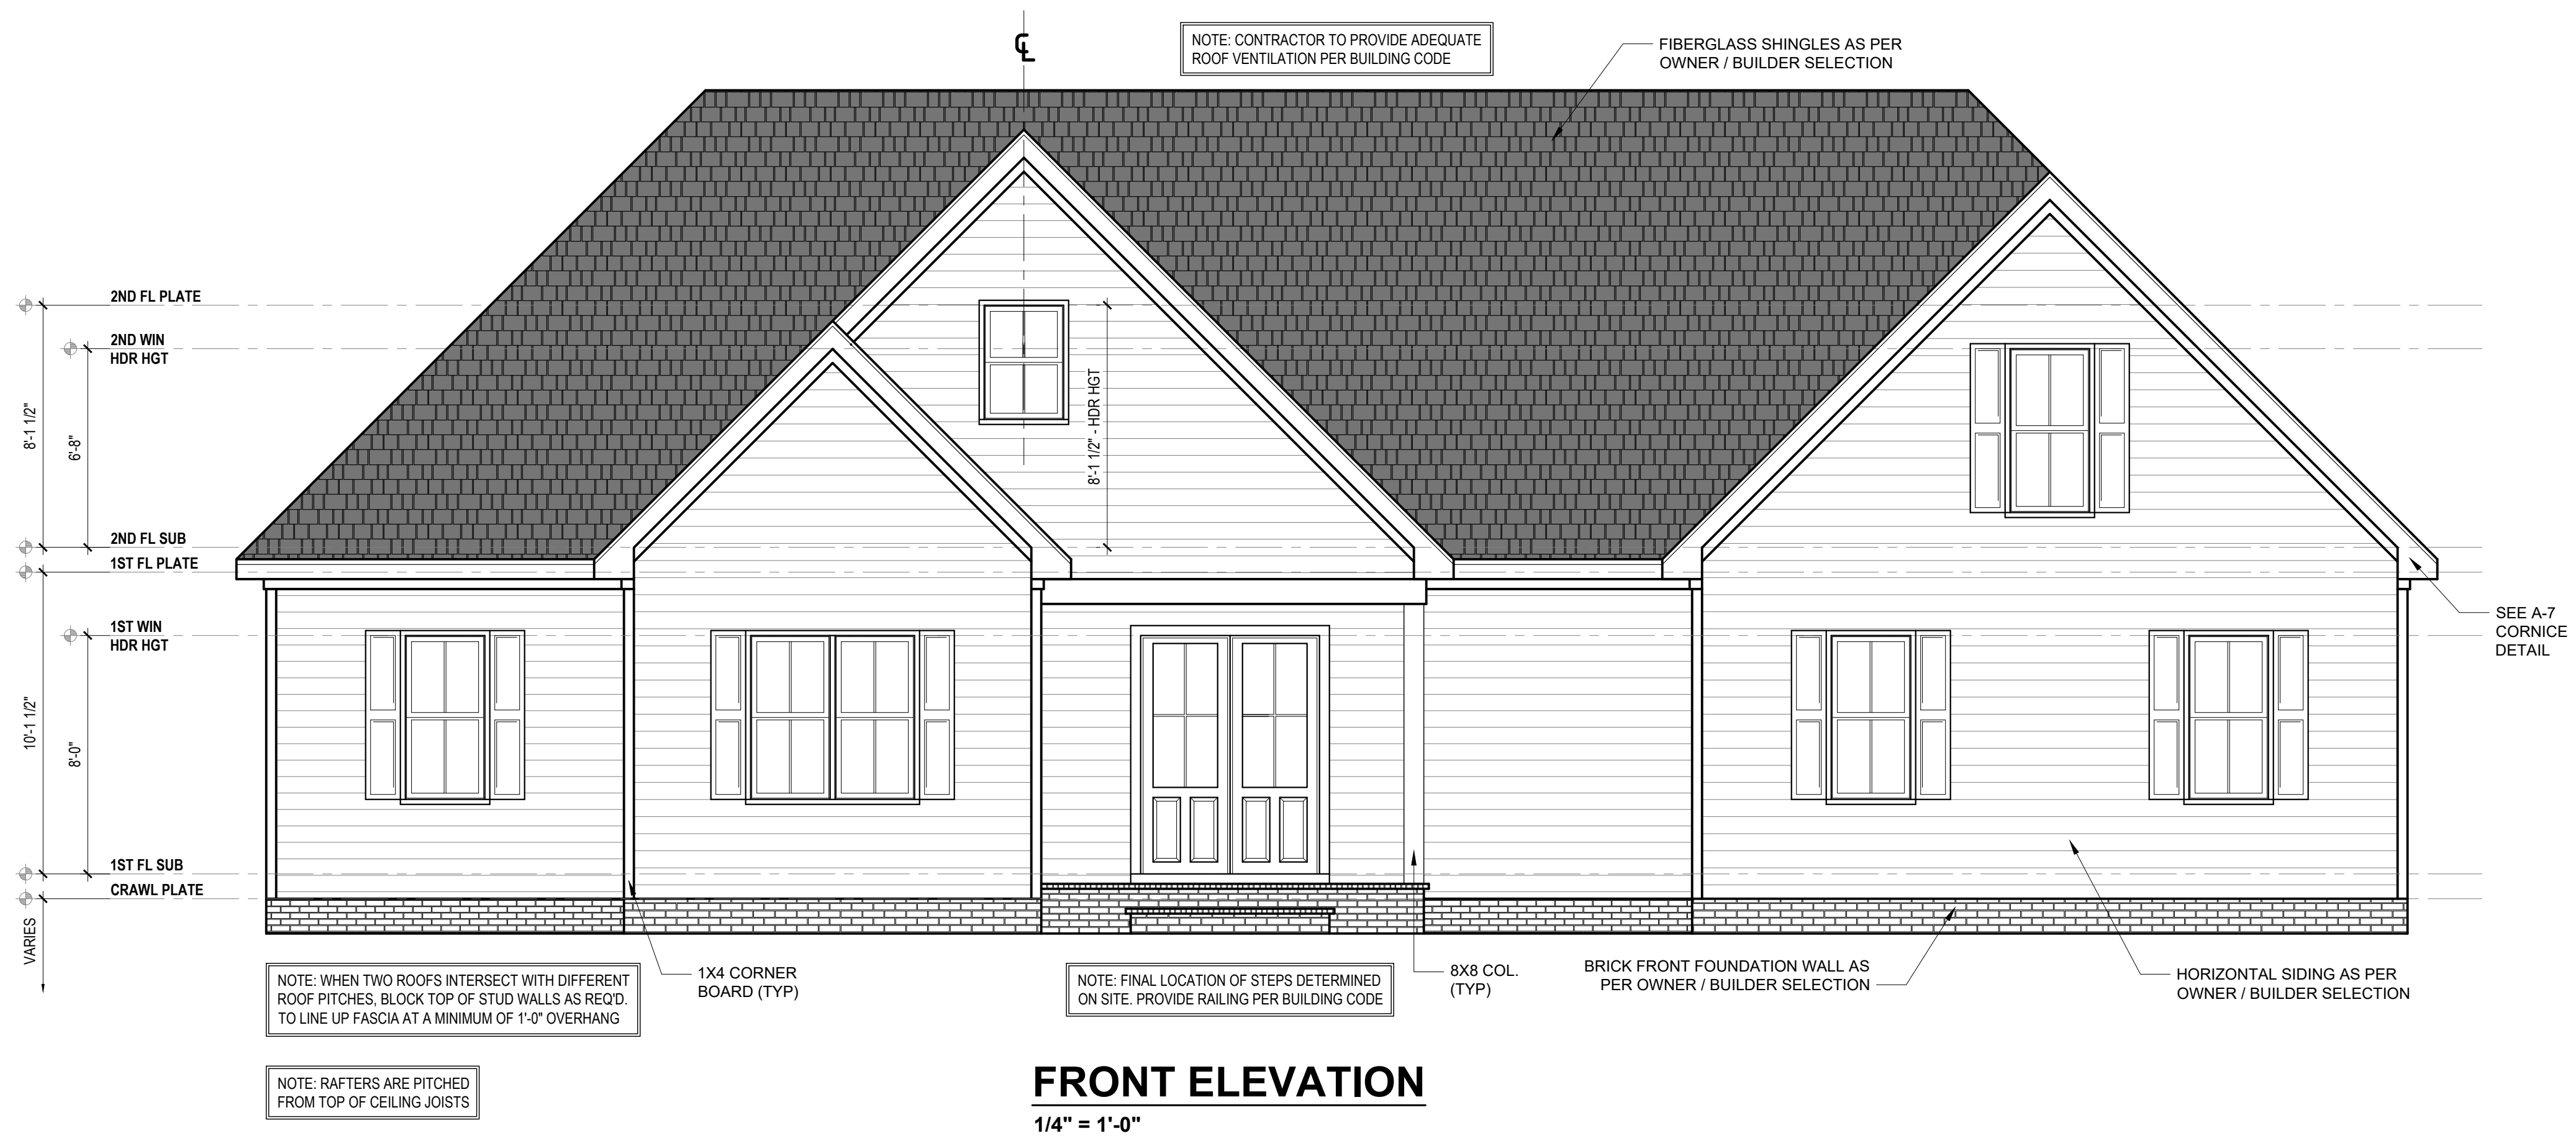 ℄
NOTE: CONTRACTOR TO PROVIDE ADEQUATE
ROOF VENTILATION PER BUILDING CODE
FIBERGLASS SHINGLES AS PER
OWNER / BUILDER SELECTION
2ND FL PLATE
2ND WIN
HDR HGT
8'-1 1/2"
6'-8"
8'-1 1/2" - HDR HGT
2ND FL SUB
1ST FL PLATE
1ST WIN
HDR HGT
10'-1 1/2"
8'-0"
SEE A-7
CORNICE
DETAIL
1ST FL SUB
CRAWL PLATE
VARIES
NOTE: WHEN TWO ROOFS INTERSECT WITH DIFFERENT
ROOF PITCHES, BLOCK TOP OF STUD WALLS AS REQ'D.
TO LINE UP FASCIA AT A MINIMUM OF 1'-0" OVERHANG
1X4 CORNER
BOARD (TYP)
NOTE: FINAL LOCATION OF STEPS DETERMINED
ON SITE. PROVIDE RAILING PER BUILDING CODE
8X8 COL.
(TYP)
BRICK FRONT FOUNDATION WALL AS
PER OWNER / BUILDER SELECTION
HORIZONTAL SIDING AS PER
OWNER / BUILDER SELECTION
NOTE: RAFTERS ARE PITCHED
FROM TOP OF CEILING JOISTS
FRONT ELEVATION
1/4" = 1'-0"